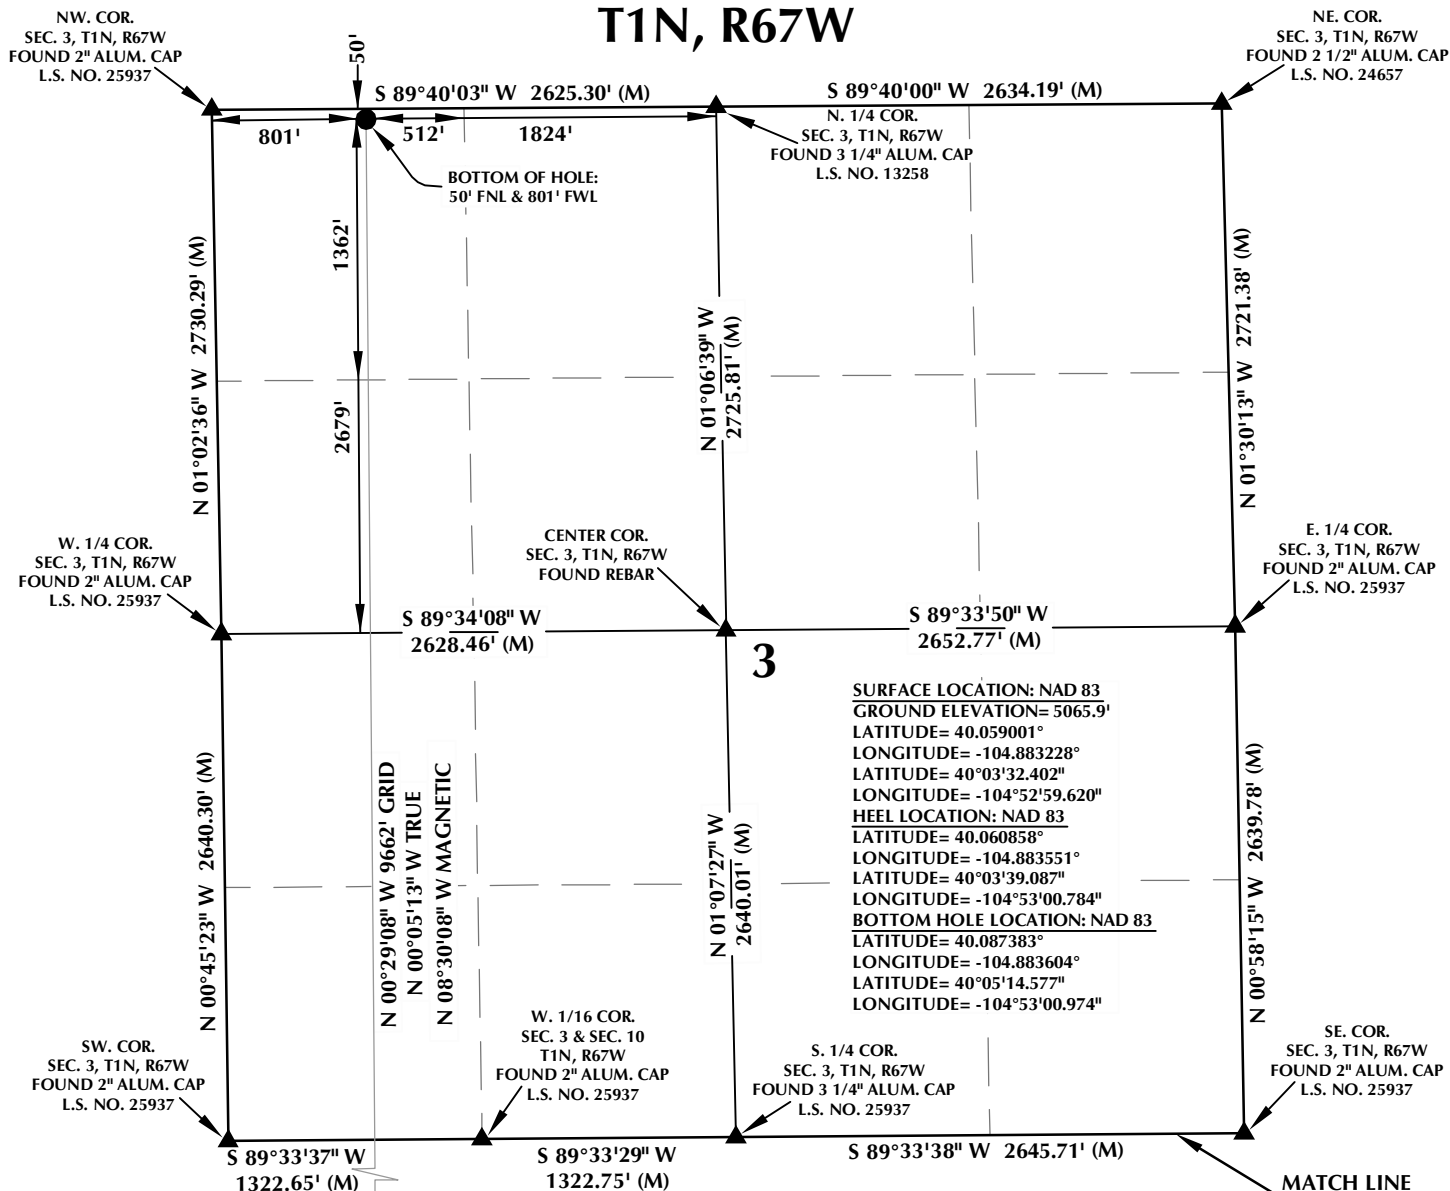 T1N, R67W
NW. COR.
SEC. 3, T1N, R67W
FOUND 2" ALUM. CAP
L.S. NO. 25937
50'
S 89°40'03" W 2625.30' (M)
S 89°40'00" W 2634.19' (M)
NE. COR.
SEC. 3, T1N, R67W
FOUND 2 1/2" ALUM. CAP
L.S. NO. 24657
801'
512'
1824'
N. 1/4 COR.
SEC. 3, T1N, R67W
FOUND 3 1/4" ALUM. CAP
L.S. NO. 13258
BOTTOM OF HOLE:
50' FNL & 801' FWL
1362'
2679'
N 01°02'36" W 2730.29' (M)
N 01°06'39" W
2725.81' (M)
N 01°30'13" W 2721.38' (M)
W. 1/4 COR.
SEC. 3, T1N, R67W
FOUND 2" ALUM. CAP
L.S. NO. 25937
CENTER COR.
SEC. 3, T1N, R67W
FOUND REBAR
E. 1/4 COR.
SEC. 3, T1N, R67W
FOUND 2" ALUM. CAP
L.S. NO. 25937
S 89°34'08" W
2628.46' (M)
S 89°33'50" W
2652.77' (M)
3
SURFACE LOCATION: NAD 83
GROUND ELEVATION= 5065.9'
LATITUDE= 40.059001°
LONGITUDE= -104.883228°
LATITUDE= 40°03'32.402"
LONGITUDE= -104°52'59.620"
HEEL LOCATION: NAD 83
LATITUDE= 40.060858°
LONGITUDE= -104.883551°
LATITUDE= 40°03'39.087"
LONGITUDE= -104°53'00.784"
BOTTOM HOLE LOCATION: NAD 83
LATITUDE= 40.087383°
LONGITUDE= -104.883604°
LATITUDE= 40°05'14.577"
LONGITUDE= -104°53'00.974"
N 00°45'23" W 2640.30' (M)
N 00°29'08" W 9662' GRID
N 00°05'13" W TRUE
N 08°30'08" W MAGNETIC
N 01°07'27" W
2640.01' (M)
N 00°58'15" W 2639.78' (M)
SW. COR.
SEC. 3, T1N, R67W
FOUND 2" ALUM. CAP
L.S. NO. 25937
W. 1/16 COR.
SEC. 3 & SEC. 10
T1N, R67W
FOUND 2" ALUM. CAP
L.S. NO. 25937
S. 1/4 COR.
SEC. 3, T1N, R67W
FOUND 3 1/4" ALUM. CAP
L.S. NO. 25937
SE. COR.
SEC. 3, T1N, R67W
FOUND 2" ALUM. CAP
L.S. NO. 25937
S 89°33'37" W
1322.65' (M)
S 89°33'29" W
1322.75' (M)
S 89°33'38" W 2645.71' (M)
MATCH LINE